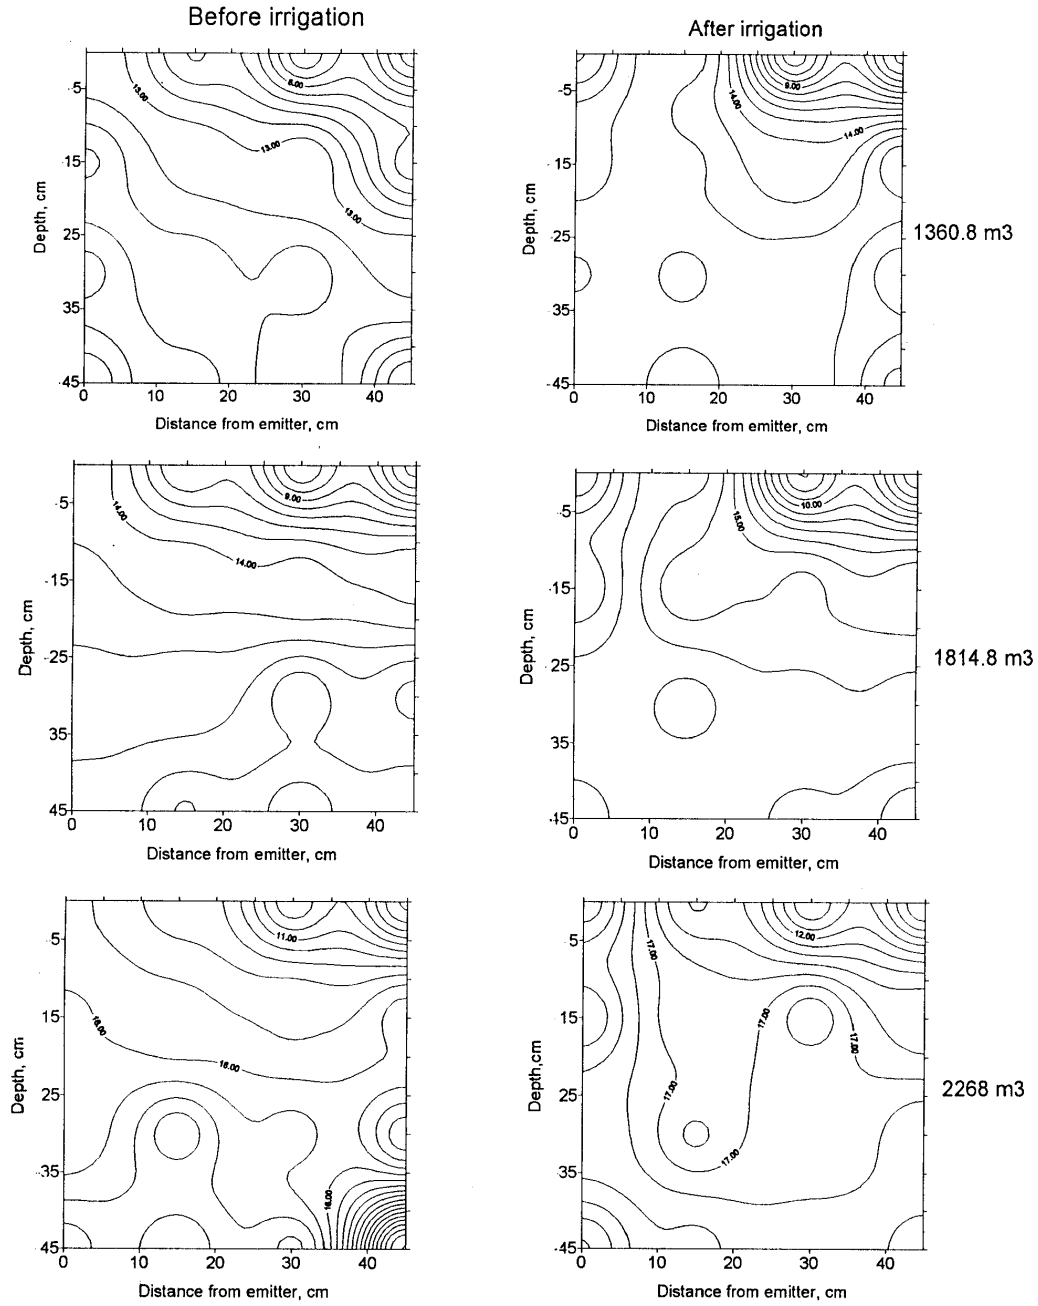 Before irrigation
After irrigation
13.00
13.00
13.00
-5
-15
25
35
-45
0 10 20 30 40
Depth, cm
Distance from emitter, cm
9.00
14.00
14.00
-5
-15
-25
-35
-45
0 10 20 30 40
Depth, cm
Distance from emitter, cm
1360.8 m3
9.00
14.00
14.00
-5
-15
-25
35
45
0 10 20 30 40
Depth, cm
Distance from emitter, cm
10.00
15.00
-5
-15
-25
35
-15
0 10 20 30 40
Depth, cm
Distance from emitter, cm
1814.8 m3
11.00
16.00
16.00
16.00
-5
15
25
-35
-45
0 10 20 30 40
Depth, cm
Distance from emitter, cm
12.00
17.00
17.00
17.00
17.00
17.00
5
15
25
35
-45
0 10 20 30 40
Depth,cm
Distance from emitter, cm
2268 m3